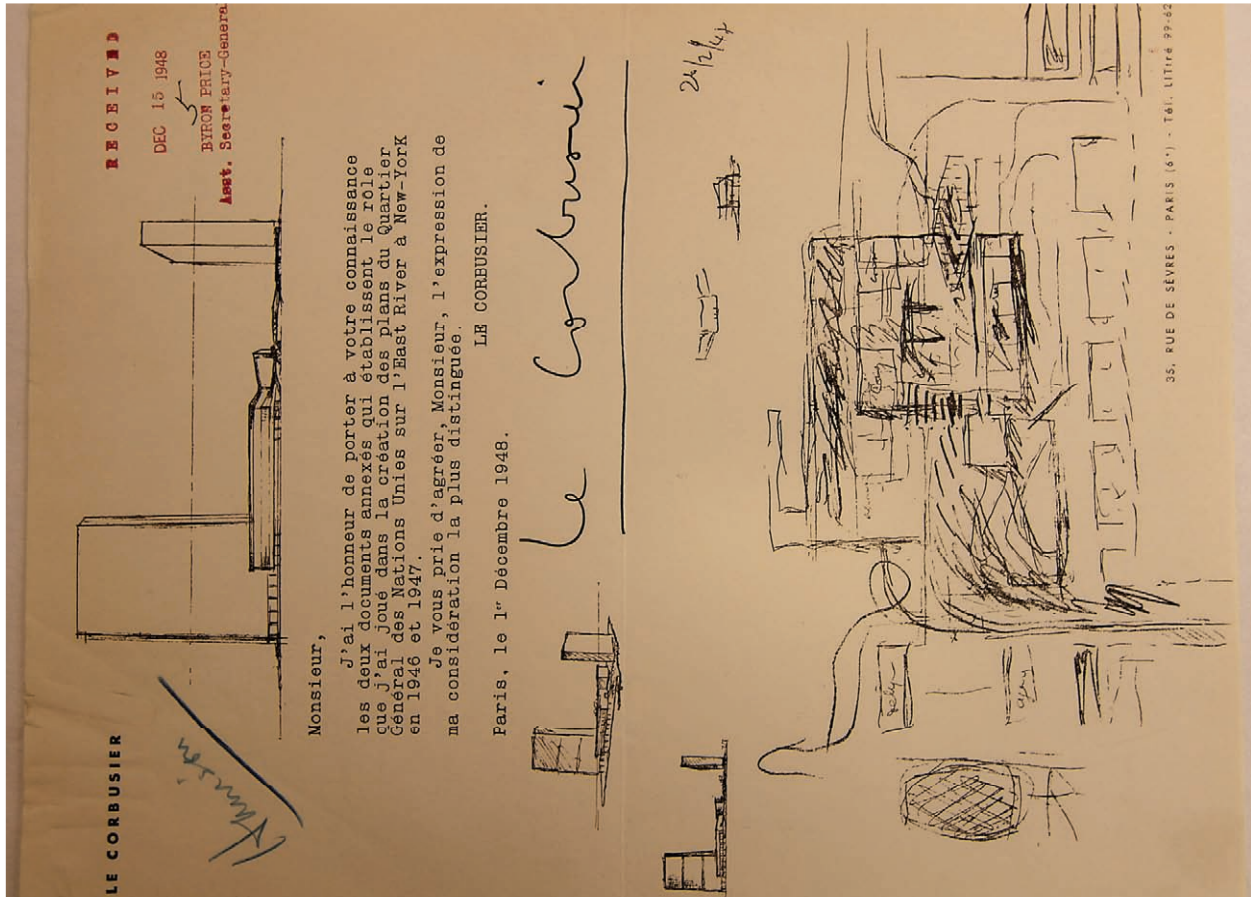 LE CORBUSIER
RECEIVED
DEC 15 1948
5
BYRON PRICE
Asst. Secretary-General
Monsieur,
J'ai l'honneur de porter à votre connaissance
les deux documents annexés qui établissent le rôle
que j'ai joué dans la création des plans du Quartier
Général des Nations Unies sur l'East River à New-YorK
en 1946 et 1947.
Je vous prie d'agréer, Monsieur, l'expression de
ma considération la plus distinguée.
LE CORBUSIER.
Paris, le 1er Décembre 1948.
Le Corbusier
35, RUE DE SÈVRES - PARIS (6e) - Tél. LITtré 99-62